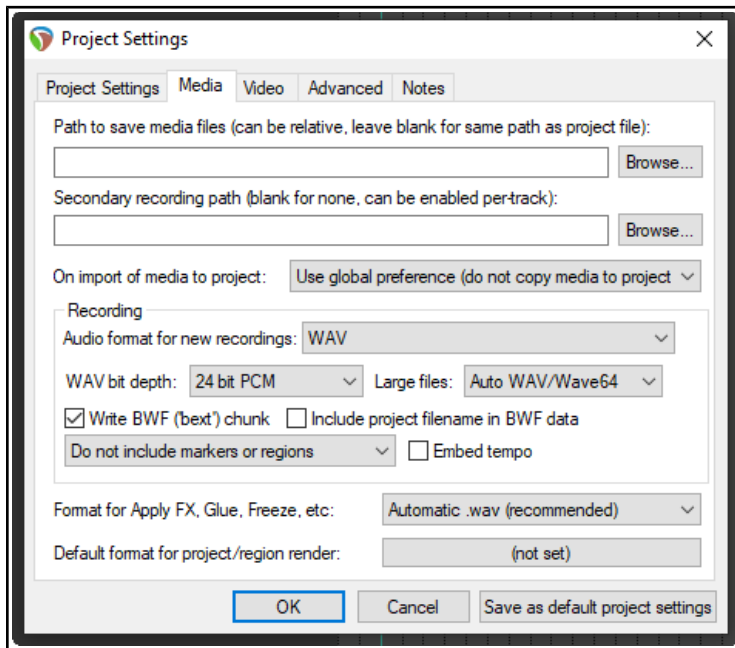 Project Settings
Project Settings Media Video Advanced Notes
Path to save media files (can be relative, leave blank for same path as project file):
Browse...
Secondary recording path (blank for none, can be enabled per-track):
Browse...
On import of media to project: Use global preference (do not copy media to project
Recording
Audio format for new recordings: WAV
WAV bit depth: 24 bit PCM Large files: Auto WAV/Wave64
Write BWF ('bext') chunk Include project filename in BWF data
Do not include markers or regions Embed tempo
Format for Apply FX, Glue, Freeze, etc: Automatic .wav (recommended)
Default format for project/region render: (not set)
OK Cancel Save as default project settings